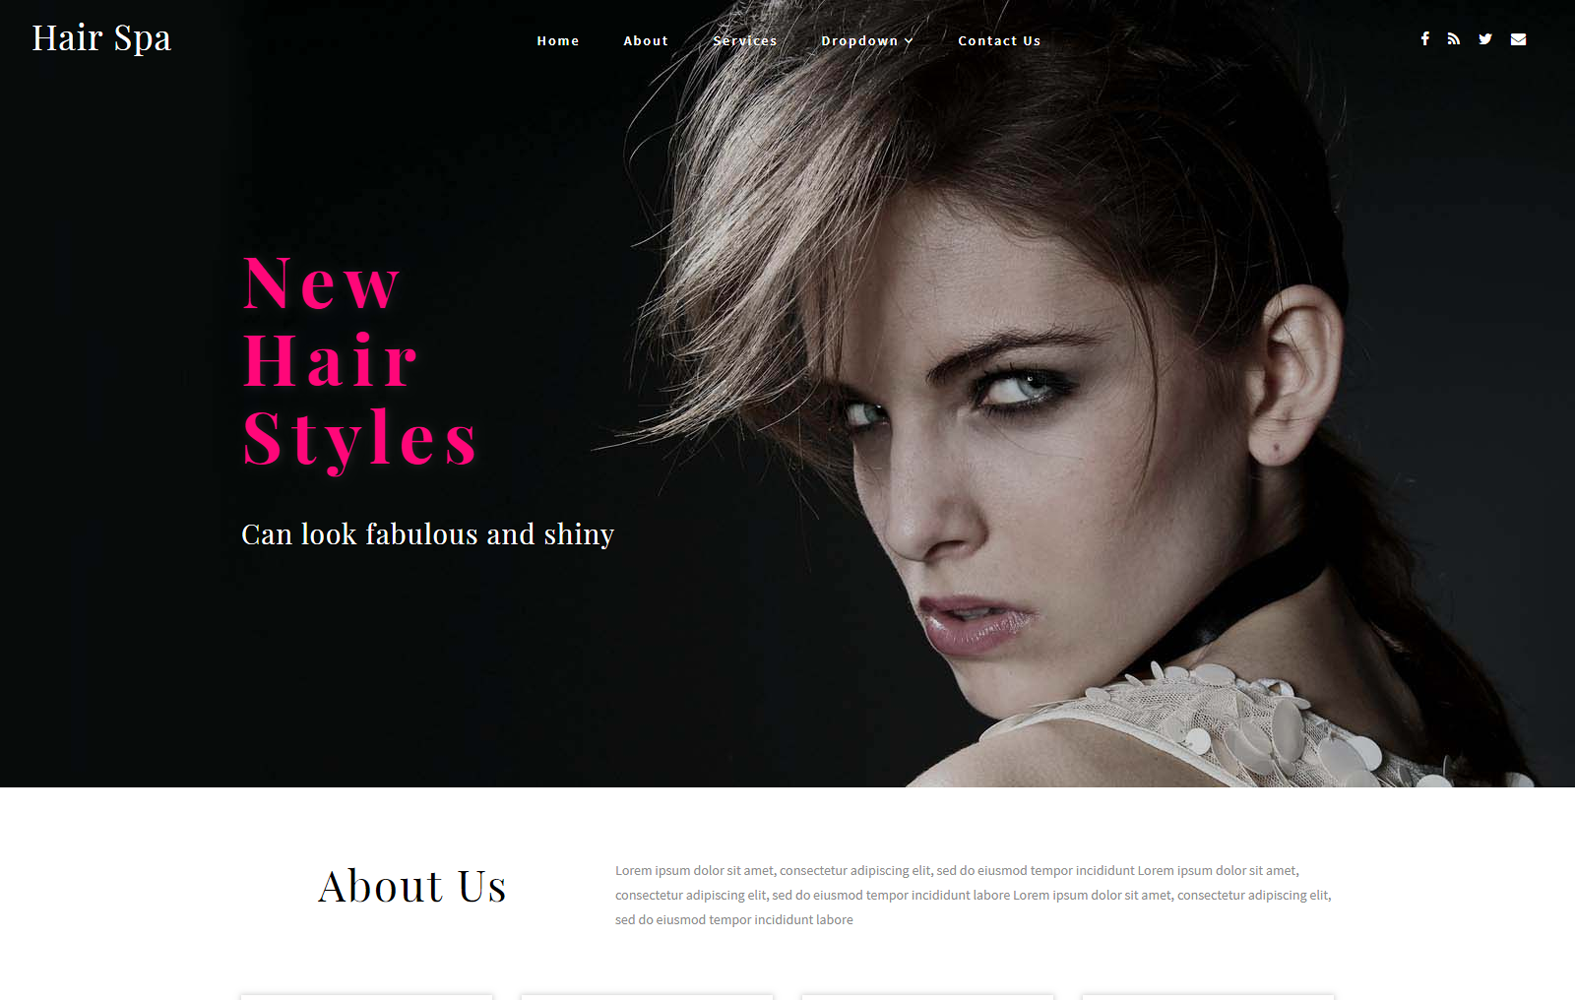 Hair Spa
Home About Services Dropdown Contact Us
New
Hair
Styles
Can look fabulous and shiny
About Us
Lorem ipsum dolor sit amet, consectetur adipiscing elit, sed do eiusmod tempor incididunt Lorem ipsum dolor sit amet,
consectetur adipiscing elit, sed do eiusmod tempor incididunt labore Lorem ipsum dolor sit amet, consectetur adipiscing elit,
sed do eiusmod tempor incididunt labore